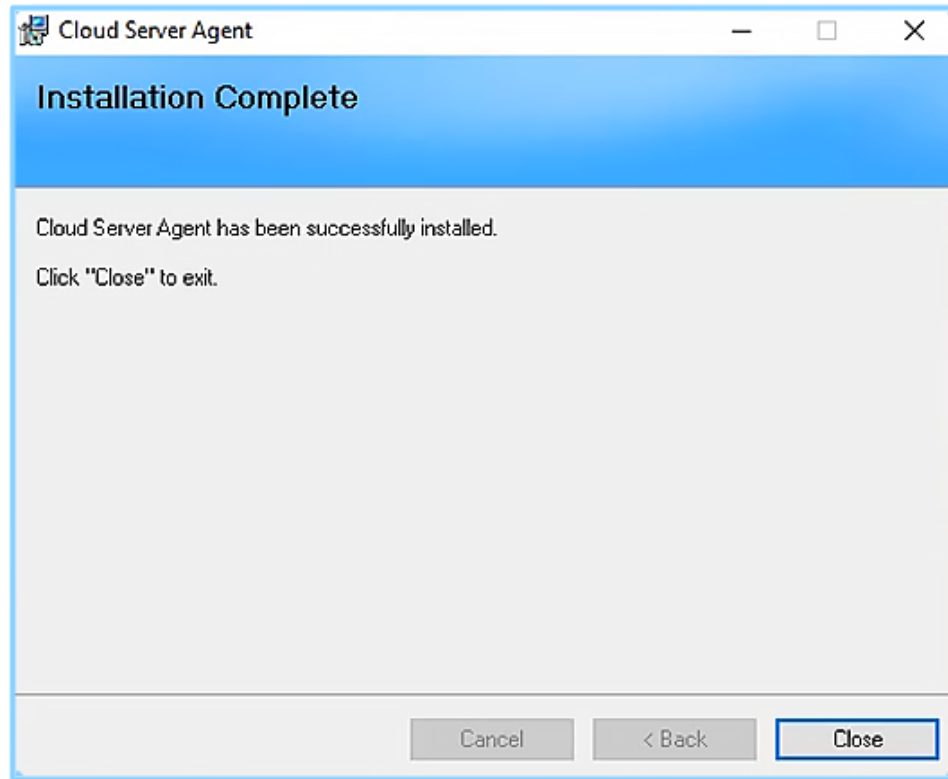 Cloud Server Agent
Installation Complete
Cloud Server Agent has been successfully installed.
Click "Close" to exit.
Cancel
< Back
Close